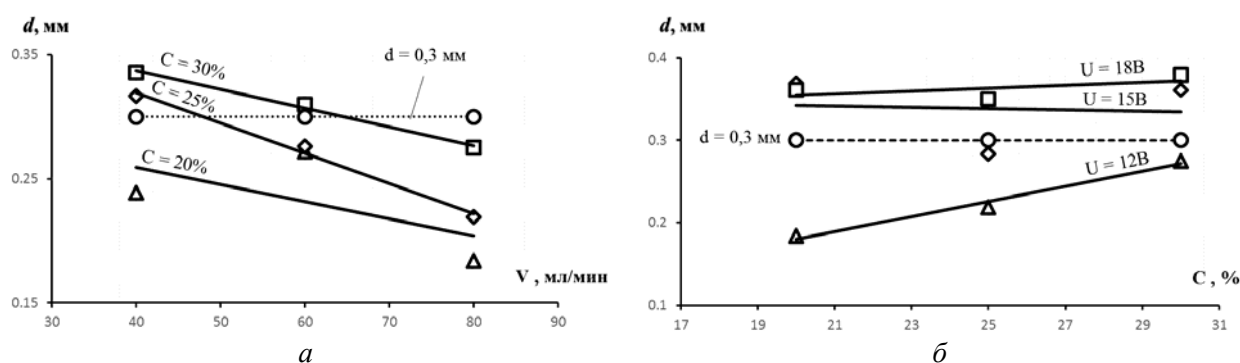 d, мм
0.35
0.25
0.15
30
40
50
60
70
80
90
C = 30%
C = 25%
C = 20%
d = 0,3 мм
V , мл/мин
а
d, мм
0.4
0.3
0.2
0.1
17
19
21
23
25
27
29
31
U = 18В
U = 15В
d = 0,3 мм
U = 12В
C , %
б